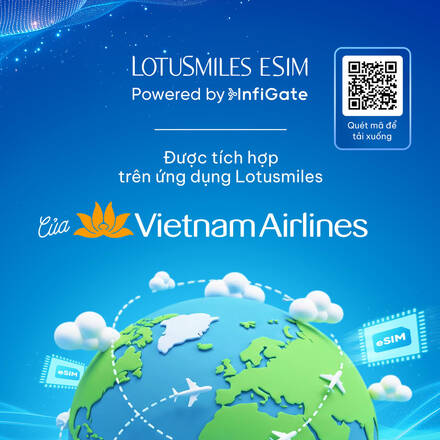 LOTUSMILES ESIM
Powered by InfiGate
Quét mã để
tải xuống
Được tích hợp
trên ứng dụng Lotusmiles
Của Vietnam Airlines
eSIM
eSIM